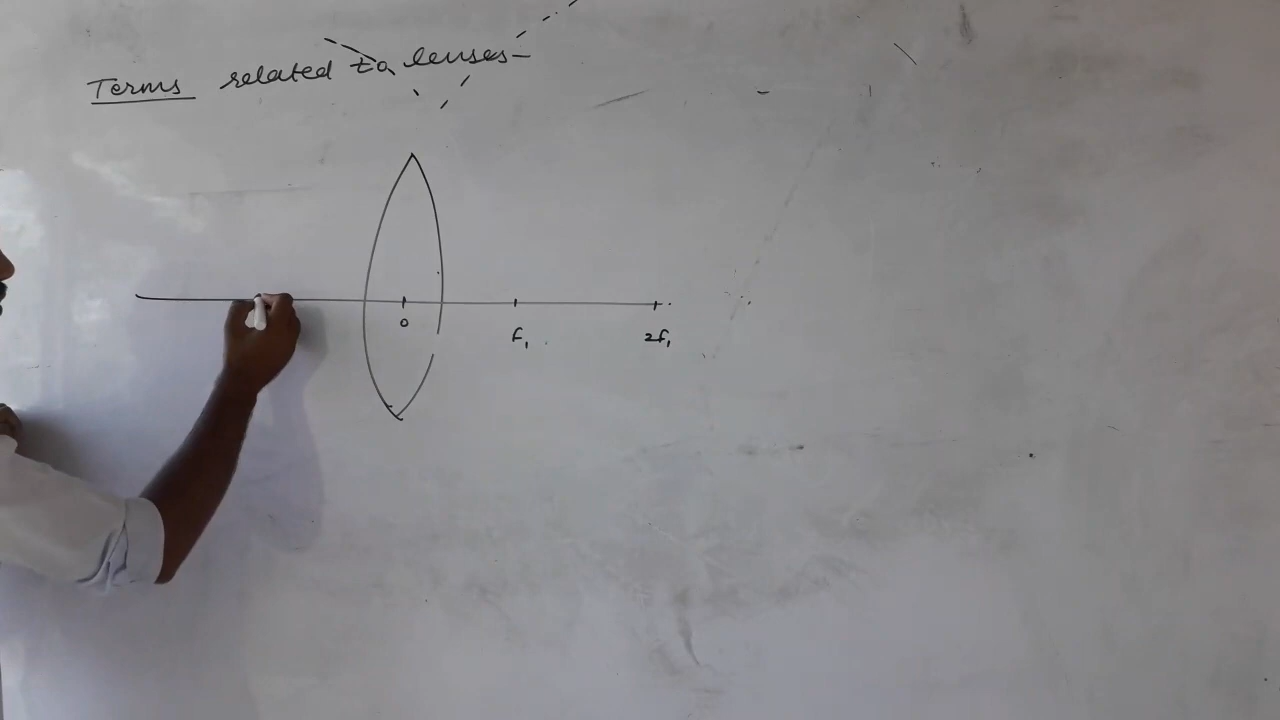 Terms related to lenses-
O F₁ 2F₁